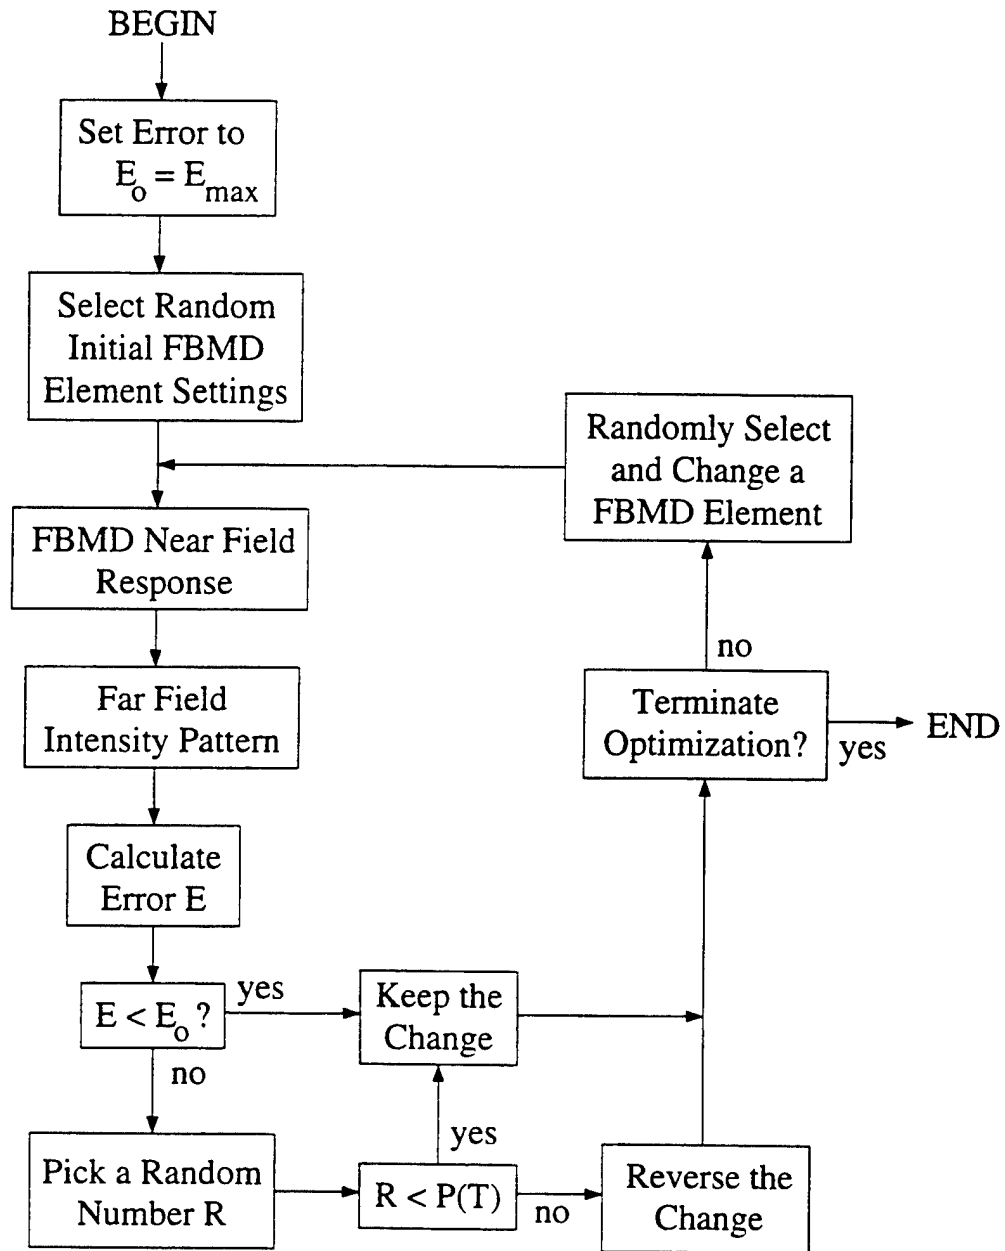 BEGIN
Set Error to
E_o = E_max
Select Random
Initial FBMD
Element Settings
Randomly Select
and Change a
FBMD Element
FBMD Near Field
Response
no
Far Field
Intensity Pattern
Terminate
Optimization?
yes
END
Calculate
Error E
E < E_o ?
yes
no
Keep the
Change
yes
Pick a Random
Number R
R < P(T)
no
Reverse the
Change